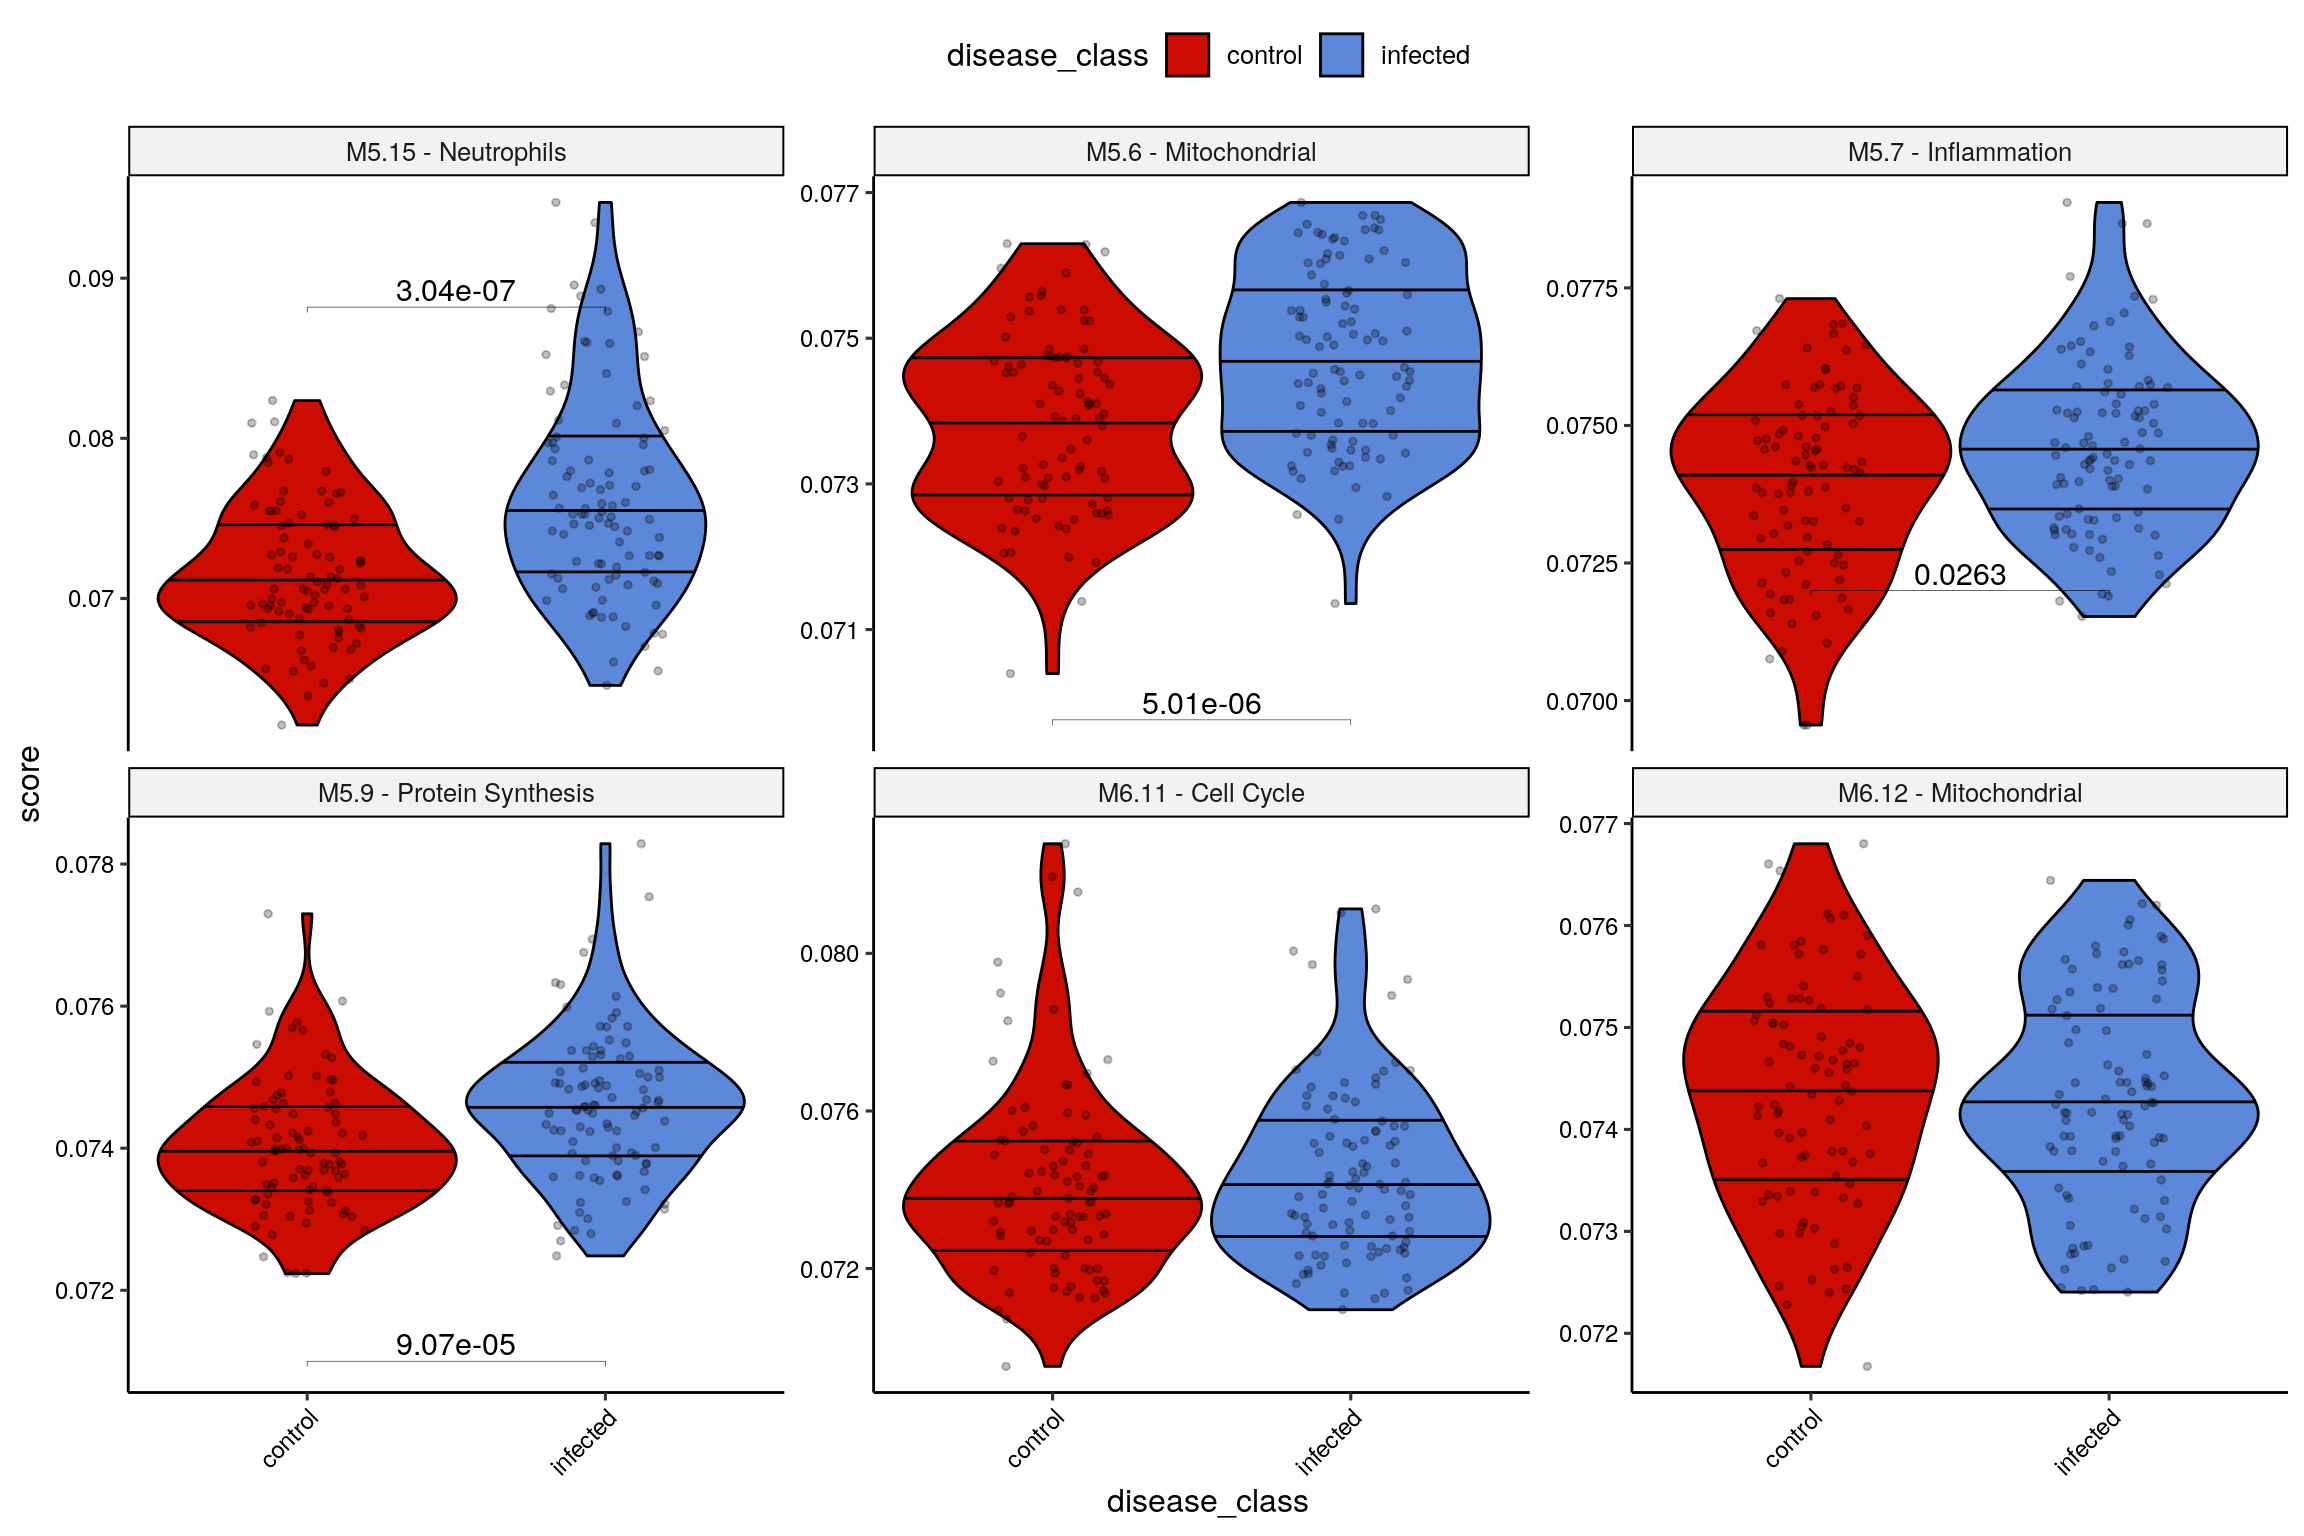 disease_class control infected
M5.15 - Neutrophils
M5.6 - Mitochondrial
M5.7 - Inflammation
0.09
0.08
0.07
3.04e-07
0.077
0.075
0.073
0.071
5.01e-06
0.0775
0.0750
0.0725
0.0700
0.0263
score
M5.9 - Protein Synthesis
M6.11 - Cell Cycle
M6.12 - Mitochondrial
0.078
0.076
0.074
0.072
9.07e-05
0.080
0.076
0.072
0.077
0.076
0.075
0.074
0.073
0.072
control
infected
control
infected
control
infected
disease_class